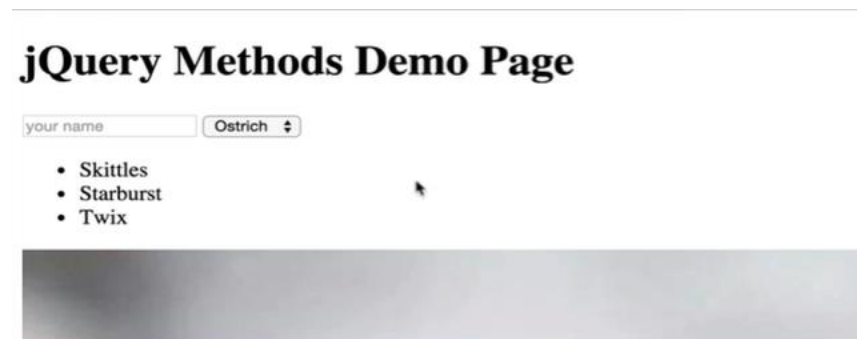 jQuery Methods Demo Page
your name Ostrich
• Skittles
• Starburst
• Twix